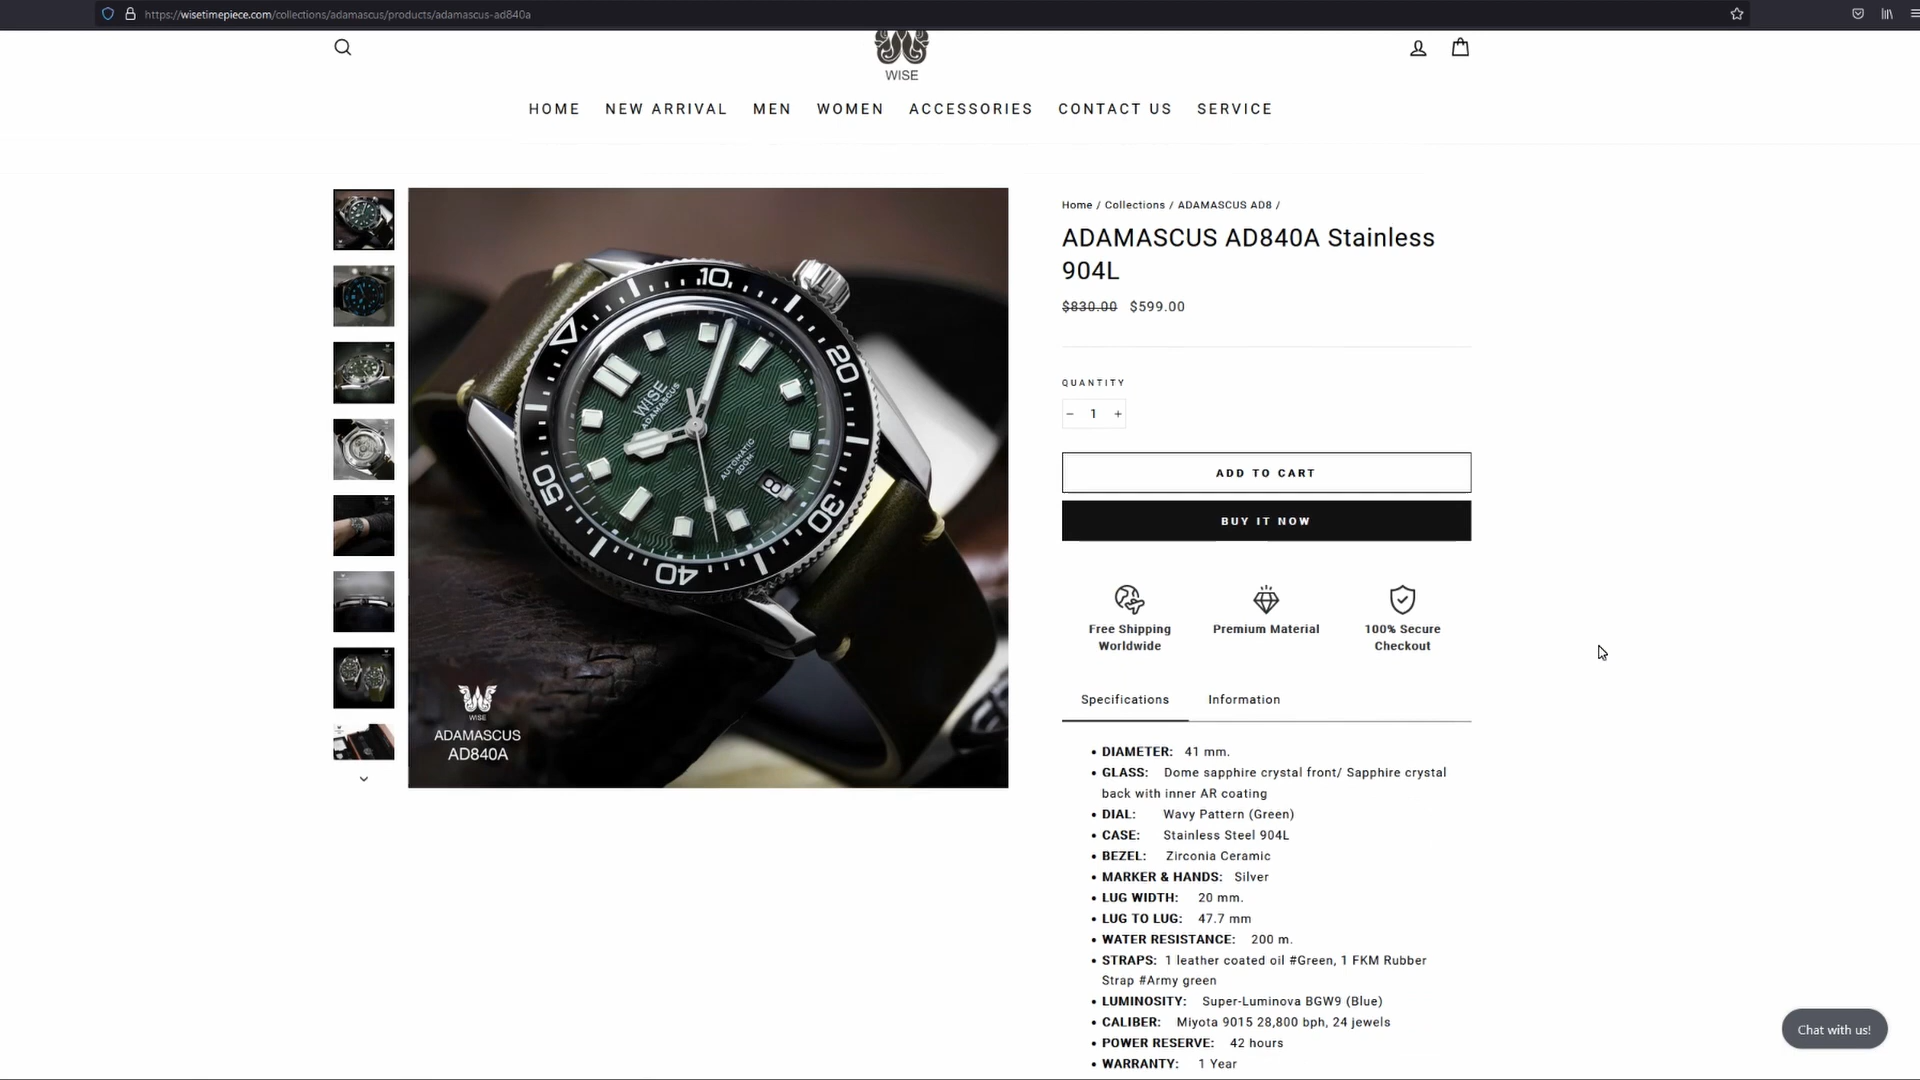 https://wisetimepiece.com/collections/adamascus/products/adamascus-ad840a
WISE
HOME NEW ARRIVAL MEN WOMEN ACCESSORIES CONTACT US SERVICE
Home / Collections / ADAMASCUS AD8 /
ADAMASCUS AD840A Stainless
904L
$830.00 $599.00
QUANTITY
− 1 +
ADD TO CART
BUY IT NOW
Free Shipping
Worldwide
Premium Material
100% Secure
Checkout
Specifications Information
• DIAMETER: 41 mm.
• GLASS: Dome sapphire crystal front/ Sapphire crystal
back with inner AR coating
• DIAL: Wavy Pattern (Green)
• CASE: Stainless Steel 904L
• BEZEL: Zirconia Ceramic
• MARKER & HANDS: Silver
• LUG WIDTH: 20 mm.
• LUG TO LUG: 47.7 mm
• WATER RESISTANCE: 200 m.
• STRAPS: 1 leather coated oil #Green, 1 FKM Rubber
Strap #Army green
• LUMINOSITY: Super-Luminova BGW9 (Blue)
• CALIBER: Miyota 9015 28,800 bph, 24 jewels
• POWER RESERVE: 42 hours
• WARRANTY: 1 Year
10
20
30
40
50
WISE
ADAMASCUS
AUTOMATIC
200M
8
WISE
ADAMASCUS
AD840A
Chat with us!